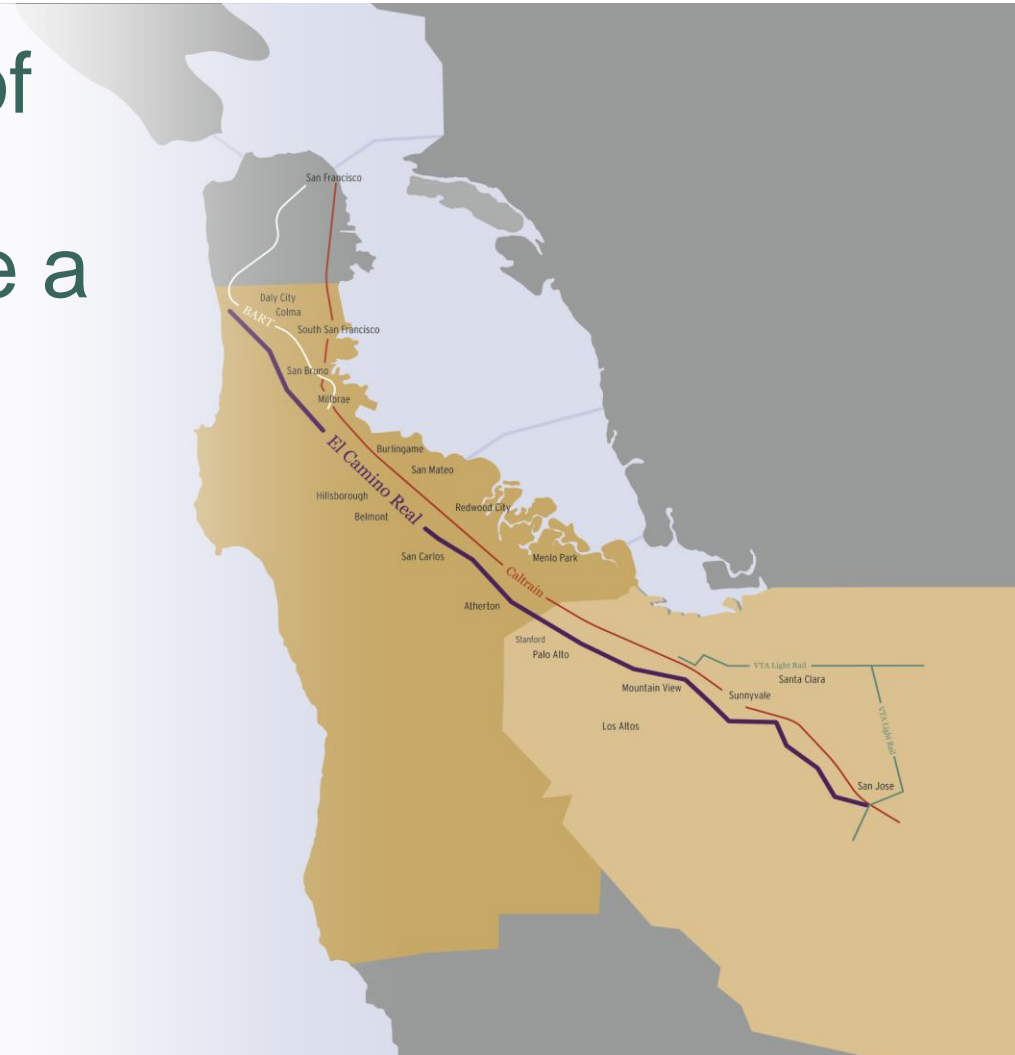 of
e a
San Francisco
Daly City
Colma
BART
South San Francisco
San Bruno
Millbrae
El Camino Real
Burlingame
San Mateo
Hillsborough
Redwood City
Belmont
San Carlos
Menlo Park
Caltrain
Atherton
Stanford
Palo Alto
VTA Light Rail
Santa Clara
Mountain View
Sunnyvale
Los Altos
VTA Light Rail
San Jose